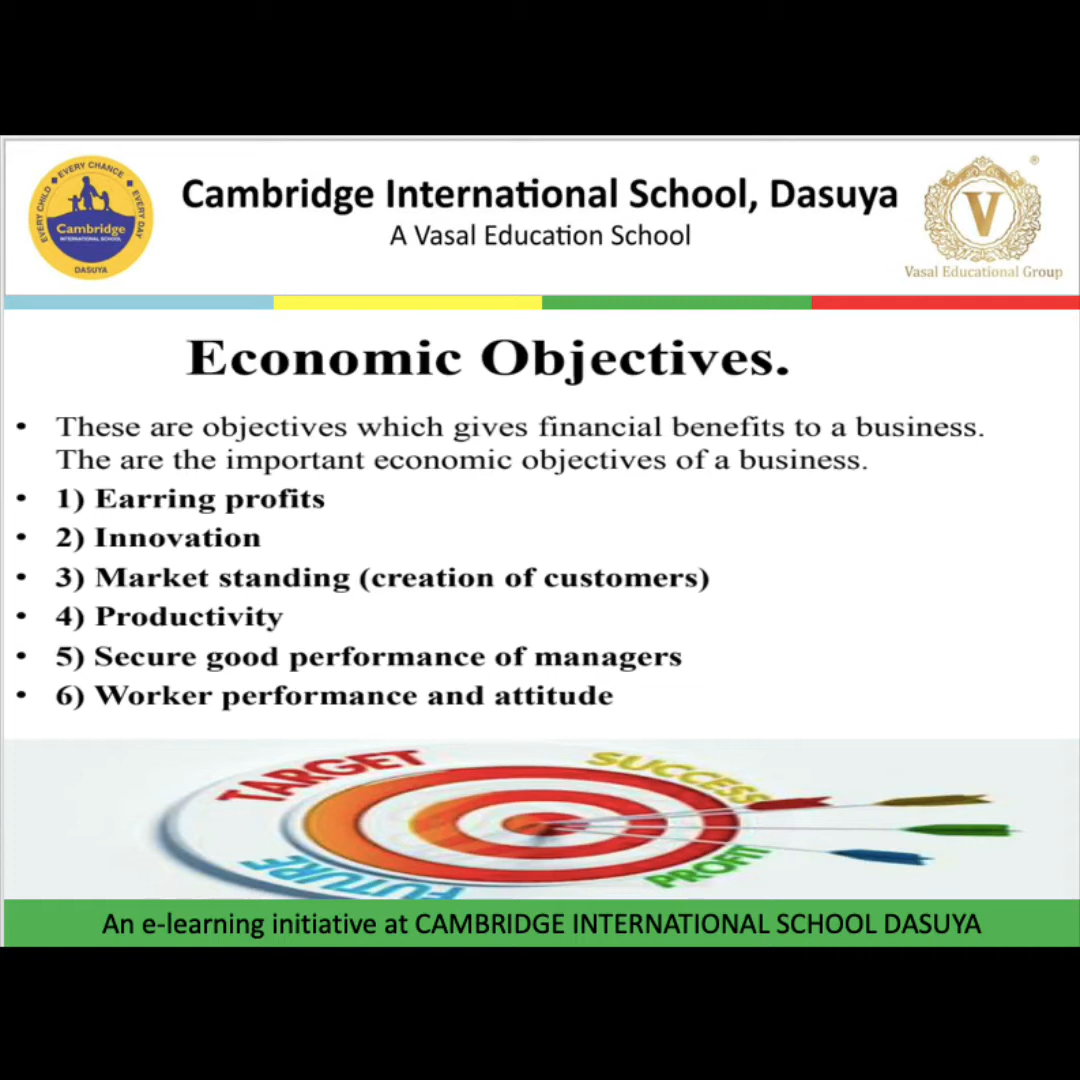 EVERY CHILD ◆ EVERY CHANCE ◆ EVERY DAY
Cambridge
INTERNATIONAL SCHOOL
DASUYA
Cambridge International School, Dasuya
A Vasal Education School
®
V
Vasal Educational Group
Economic Objectives.
• These are objectives which gives financial benefits to a business.
The are the important economic objectives of a business.
• 1) Earring profits
• 2) Innovation
• 3) Market standing (creation of customers)
• 4) Productivity
• 5) Secure good performance of managers
• 6) Worker performance and attitude
TARGET
SUCCESS
FUTURE
PROFIT
An e-learning initiative at CAMBRIDGE INTERNATIONAL SCHOOL DASUYA